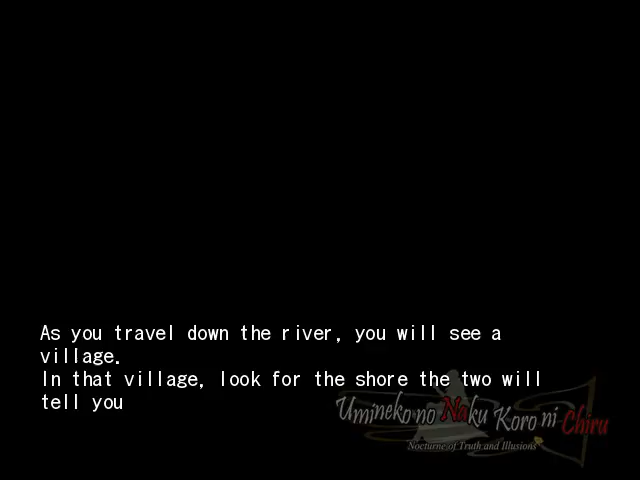 As you travel down the river, you will see a
village.
In that village, look for the shore the two will
tell you
Umineko no Naku Koro ni Chiru
Nocturne of Truth and Illusions